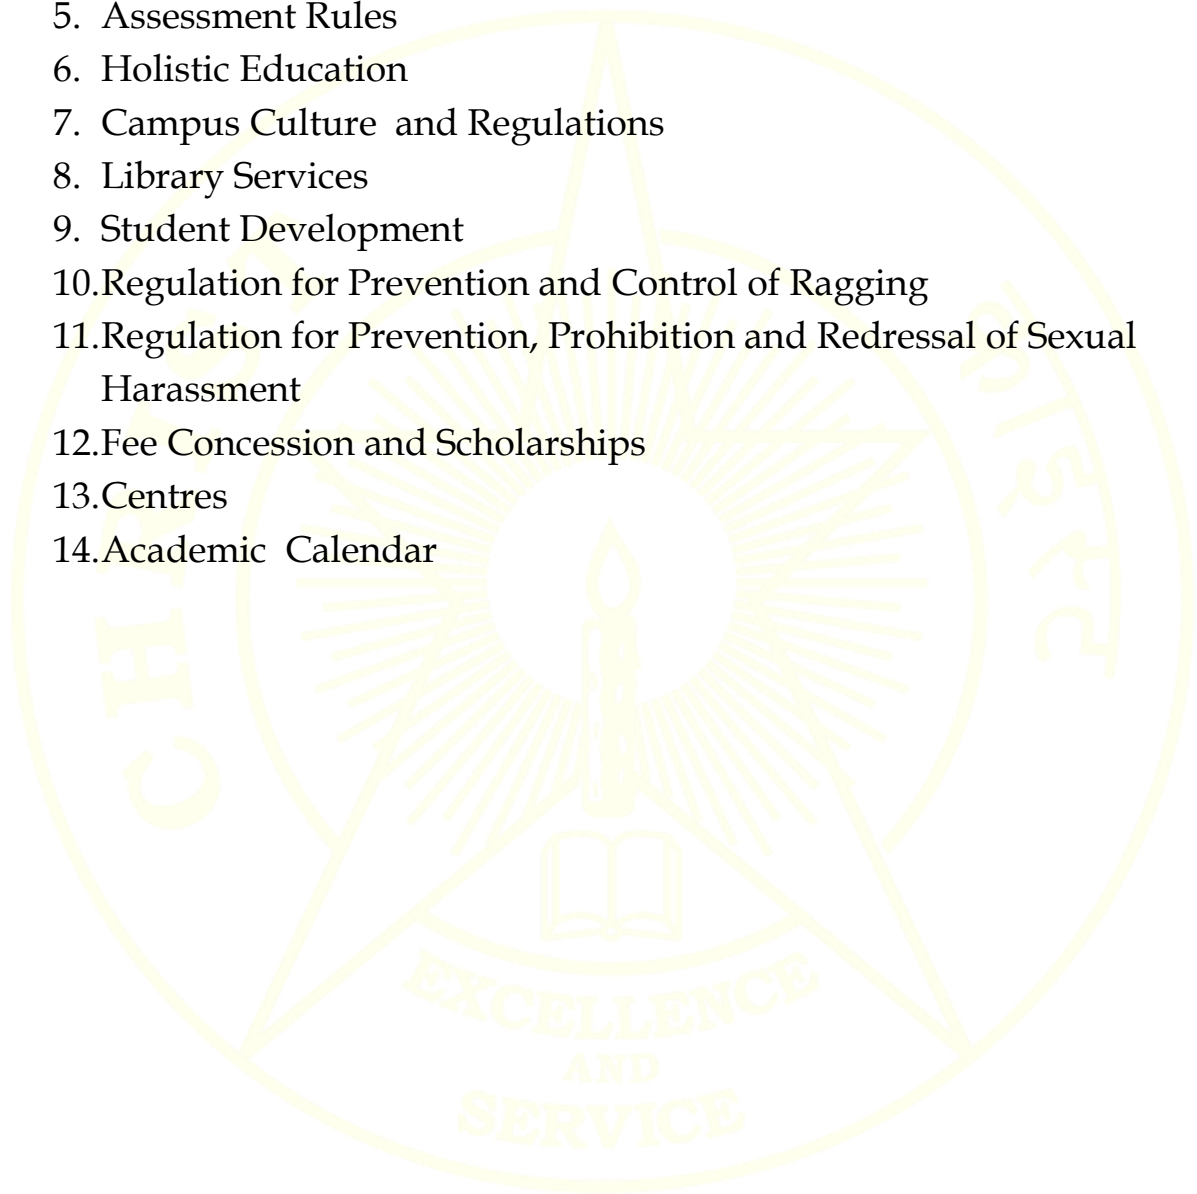 5. Assessment Rules
6. Holistic Education
7. Campus Culture and Regulations
8. Library Services
9. Student Development
10.Regulation for Prevention and Control of Ragging
11.Regulation for Prevention, Prohibition and Redressal of Sexual
Harassment
12.Fee Concession and Scholarships
13.Centres
14.Academic Calendar
CHRIST
क्राइस्ट
EXCELLENCE
AND
SERVICE